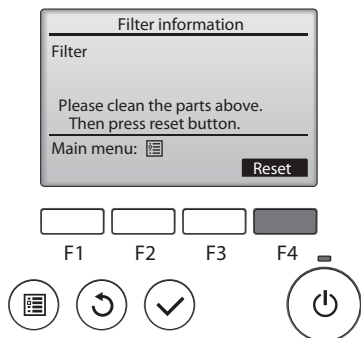 Filter information
Filter
Please clean the parts above.
Then press reset button.
Main menu:
Reset
F1 F2 F3 F4